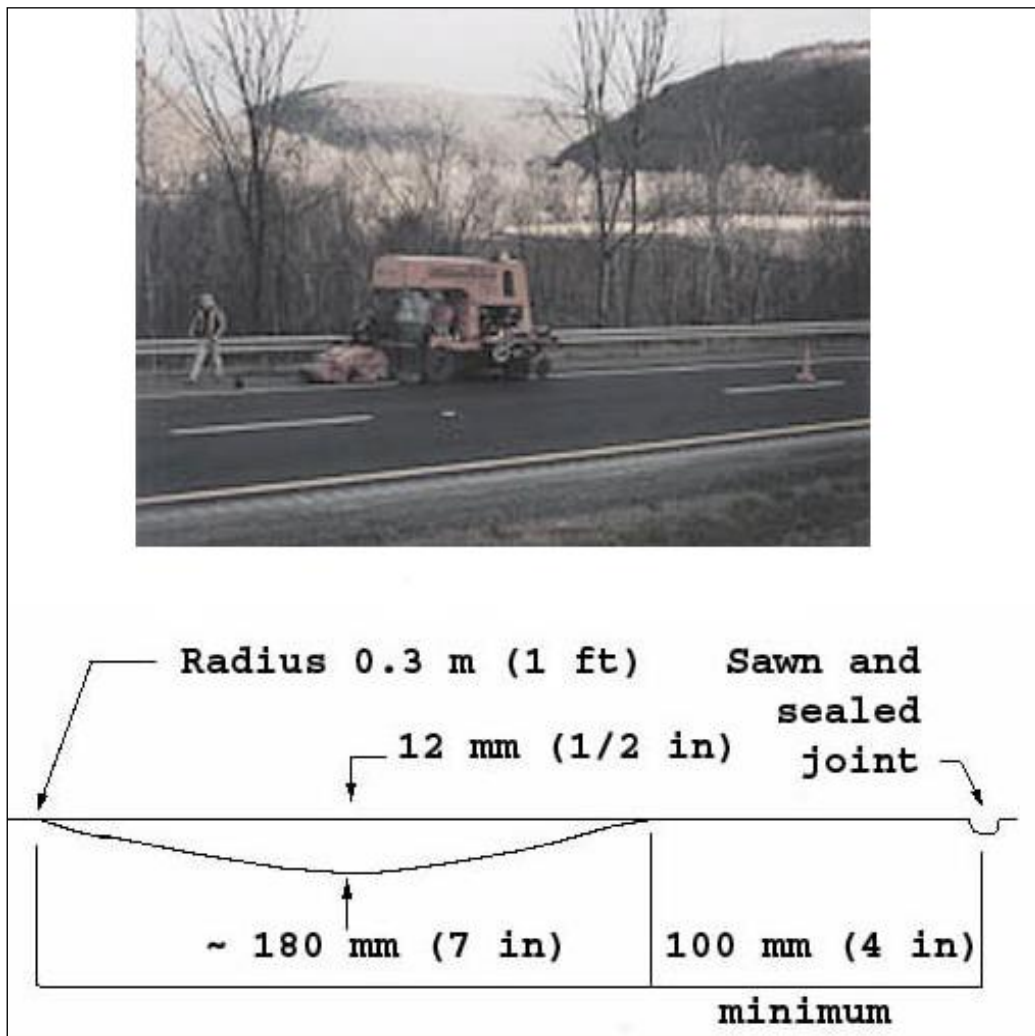 Radius 0.3 m (1 ft)
Sawn and
sealed
joint
12 mm (1/2 in)
~ 180 mm (7 in)
100 mm (4 in)
minimum